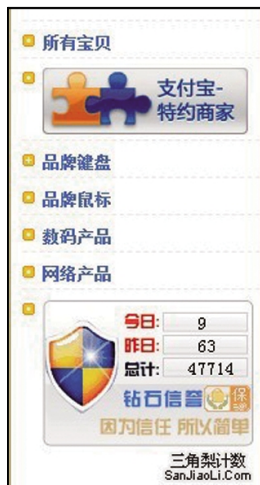 所有宝贝
支付宝-
特约商家
品牌键盘
品牌鼠标
数码产品
网络产品
今日: 9
昨日: 63
总计: 47714
钻石信誉 保
因为信任 所以简单
三角梨计数
SanJiaoLi.Com